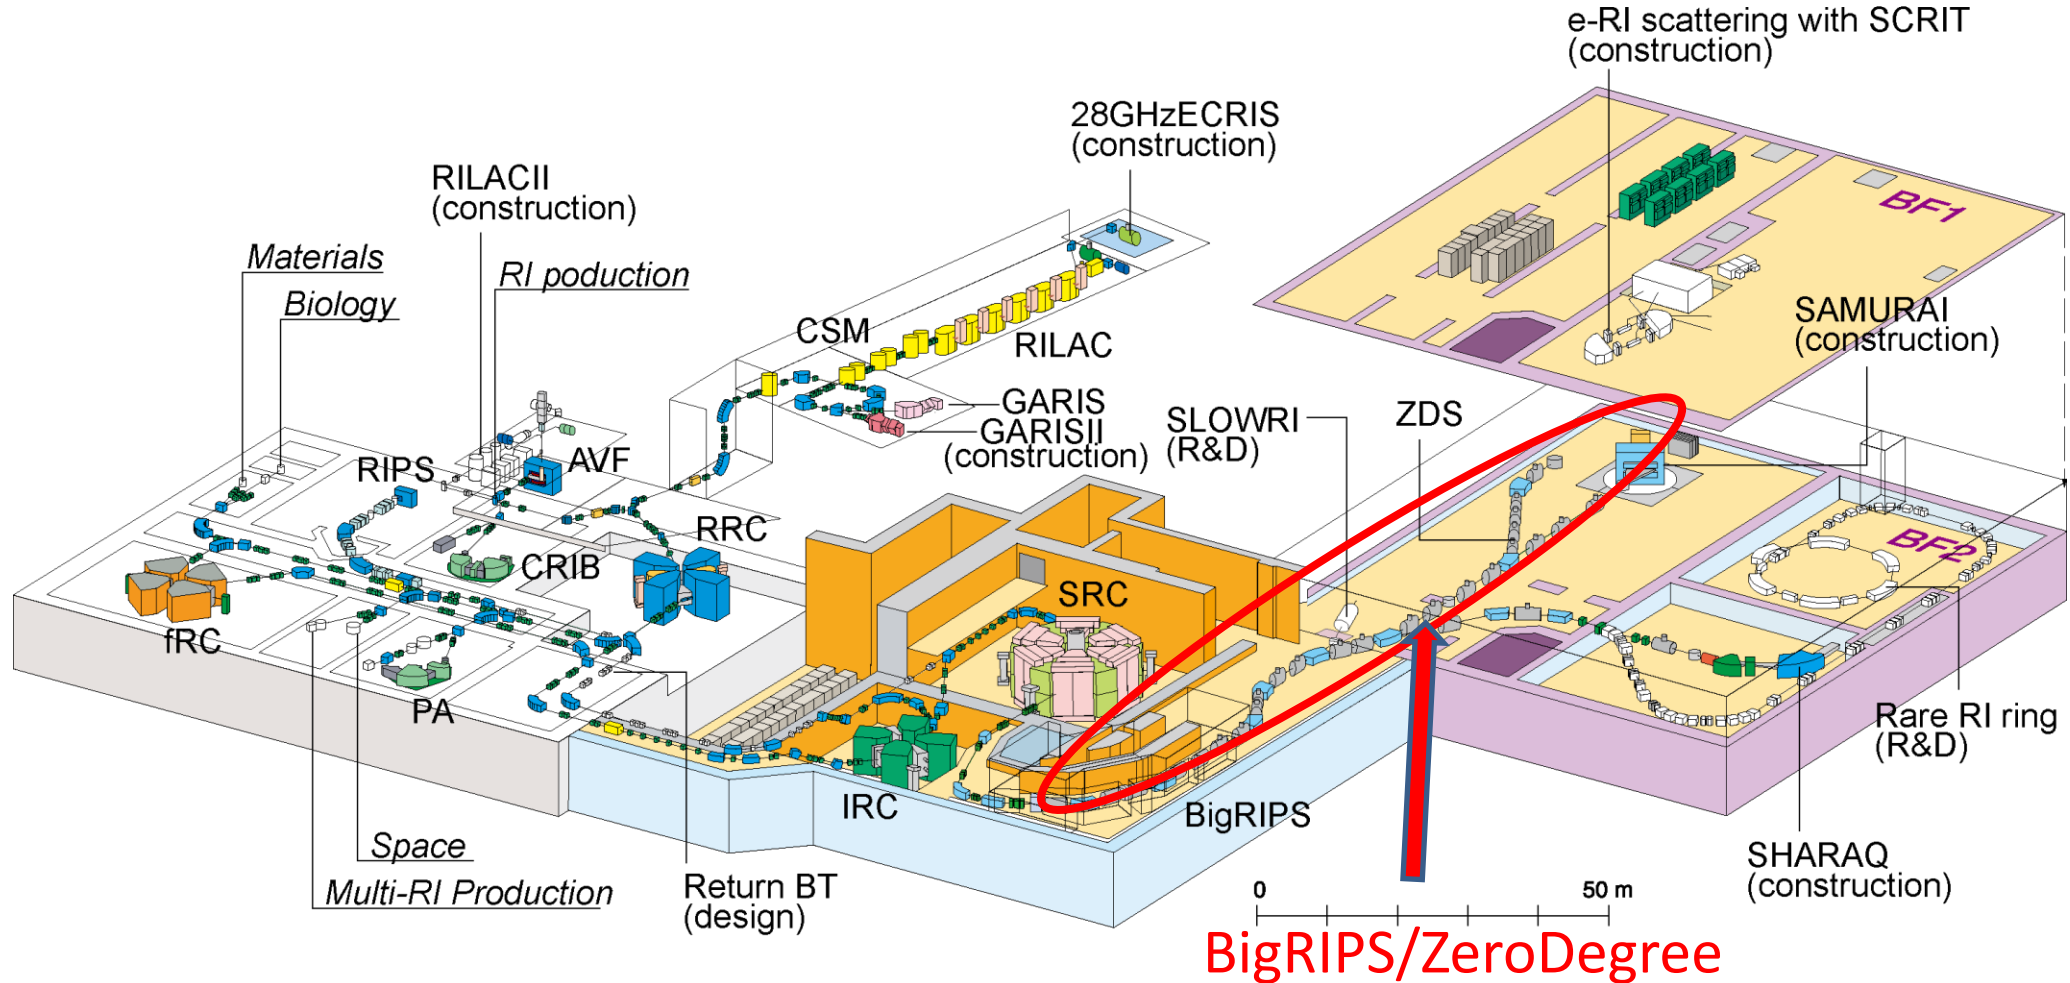 e-RI scattering with SCRIT
(construction)
28GHzECRIS
(construction)
RILACII
(construction)
Materials
RI poduction
Biology
BF1
SAMURAI
(construction)
CSM
RILAC
GARIS
GARISII
(construction)
SLOWRI
(R&D)
ZDS
RIPS
AVF
RRC
CRIB
BF2
SRC
fRC
PA
Rare RI ring
(R&D)
IRC
BigRIPS
Space
Multi-RI Production
Return BT
(design)
SHARAQ
(construction)
0
50 m
BigRIPS/ZeroDegree